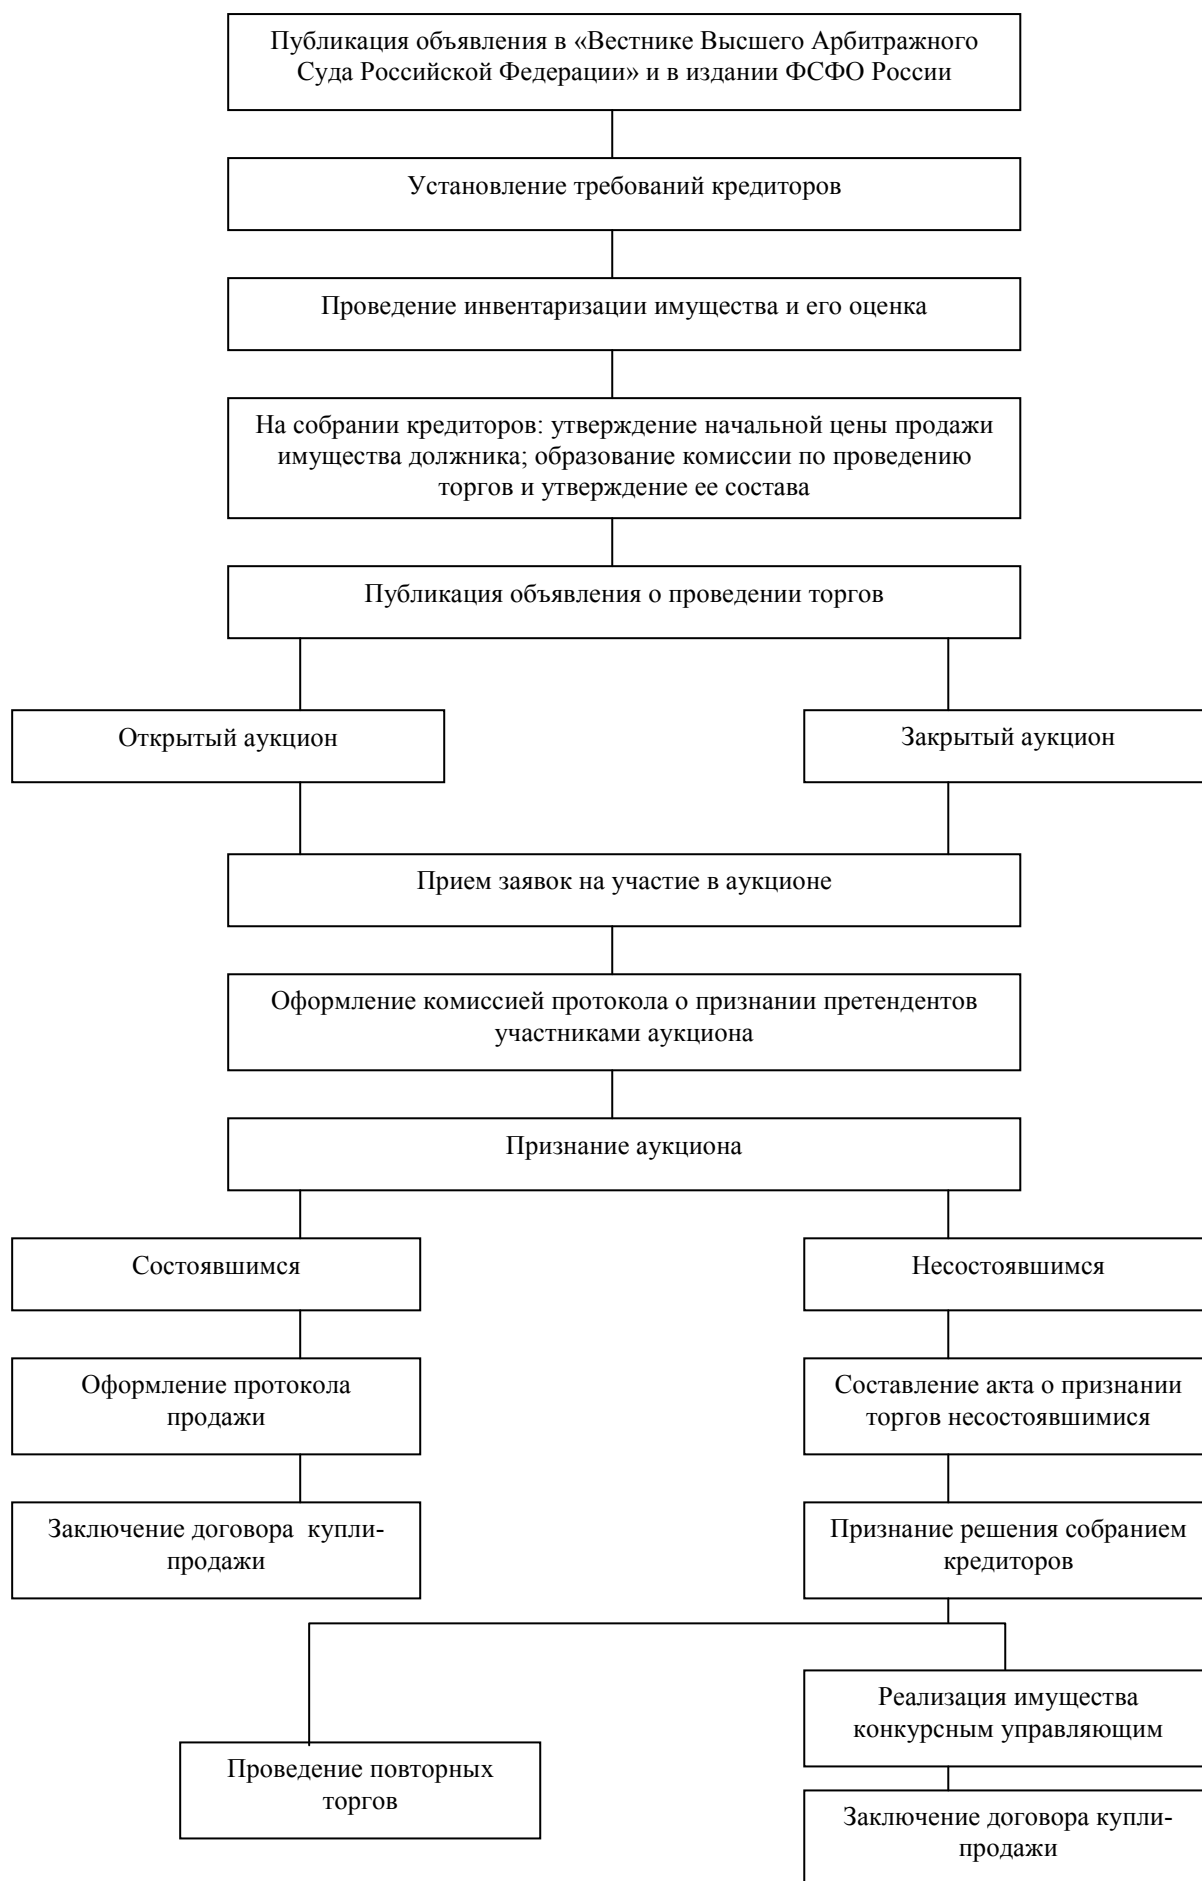 Публикация объявления в «Вестнике Высшего Арбитражного
Суда Российской Федерации» и в издании ФСФО России
Установление требований кредиторов
Проведение инвентаризации имущества и его оценка
На собрании кредиторов: утверждение начальной цены продажи
имущества должника; образование комиссии по проведению
торгов и утверждение ее состава
Публикация объявления о проведении торгов
Открытый аукцион
Закрытый аукцион
Прием заявок на участие в аукционе
Оформление комиссией протокола о признании претендентов
участниками аукциона
Признание аукциона
Состоявшимся
Несостоявшимся
Оформление протокола
продажи
Составление акта о признании
торгов несостоявшимися
Заключение договора купли-
продажи
Признание решения собранием
кредиторов
Реализация имущества
конкурсным управляющим
Проведение повторных
торгов
Заключение договора купли-
продажи